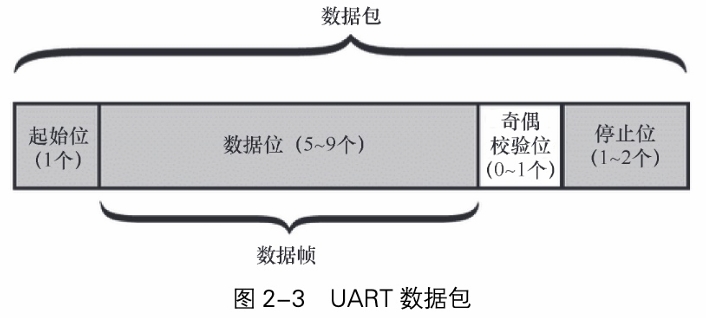 数据包
起始位
(1个)
数据位（5~9个）
奇偶
校验位
(0~1个)
停止位
(1~2个)
数据帧
图 2-3 UART 数据包